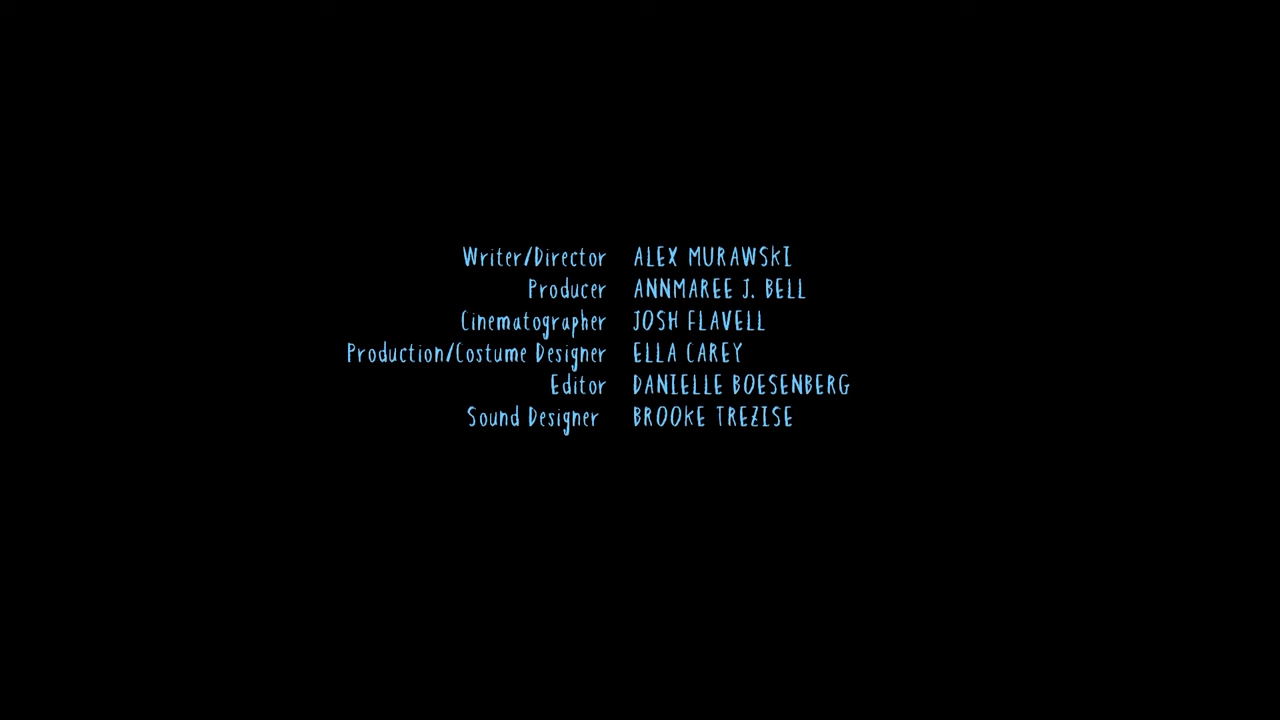 Writer/Director ALEX MURAWSKI
Producer ANNMAREE J. BELL
Cinematographer JOSH FLAVELL
Production/Costume Designer ELLA CAREY
Editor DANIELLE BOESENBERG
Sound Designer BROOKE TREZISE